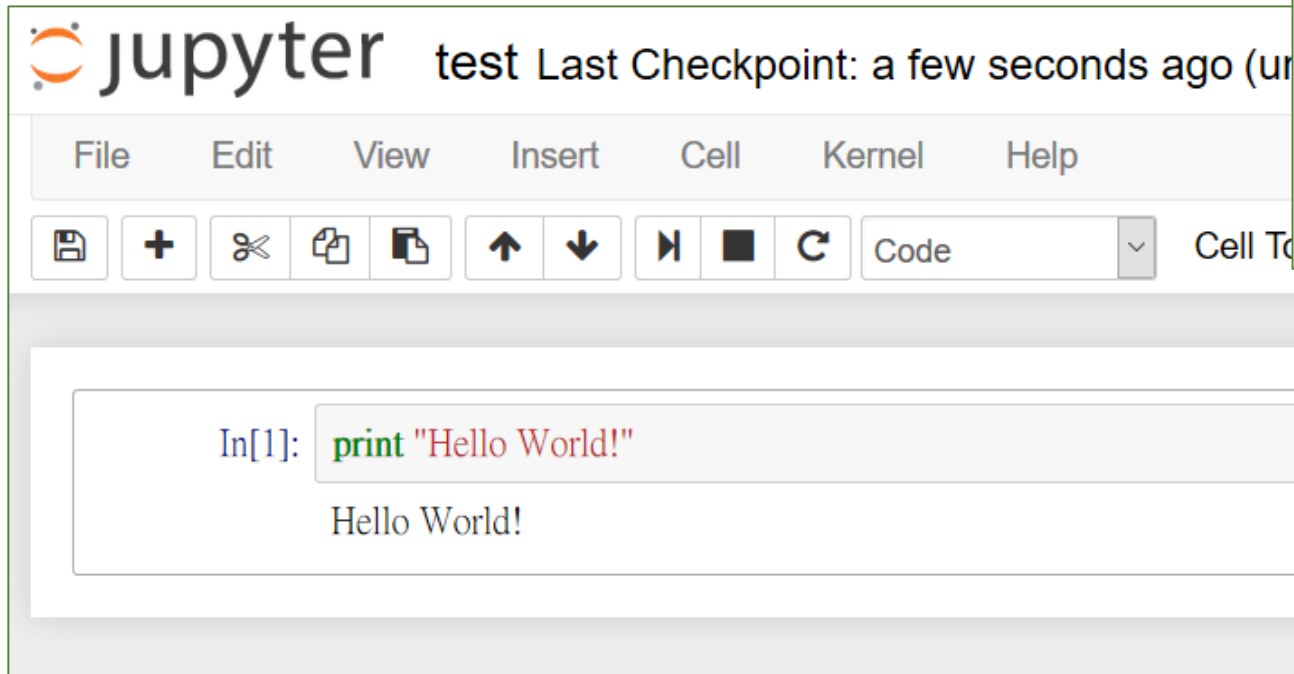 jupyter test Last Checkpoint: a few seconds ago
File Edit View Insert Cell Kernel Help
Code Cell
In[1]: print "Hello World!"
Hello World!